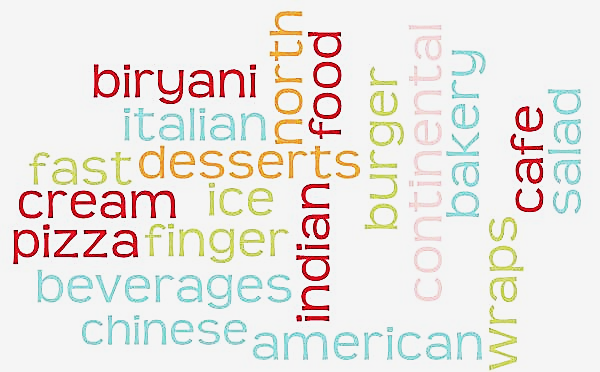 north
food
biryani
italian
burger
continental
bakery
cafe
salad
fast
desserts
cream
ice
indian
pizza
finger
wraps
beverages
chinese
american